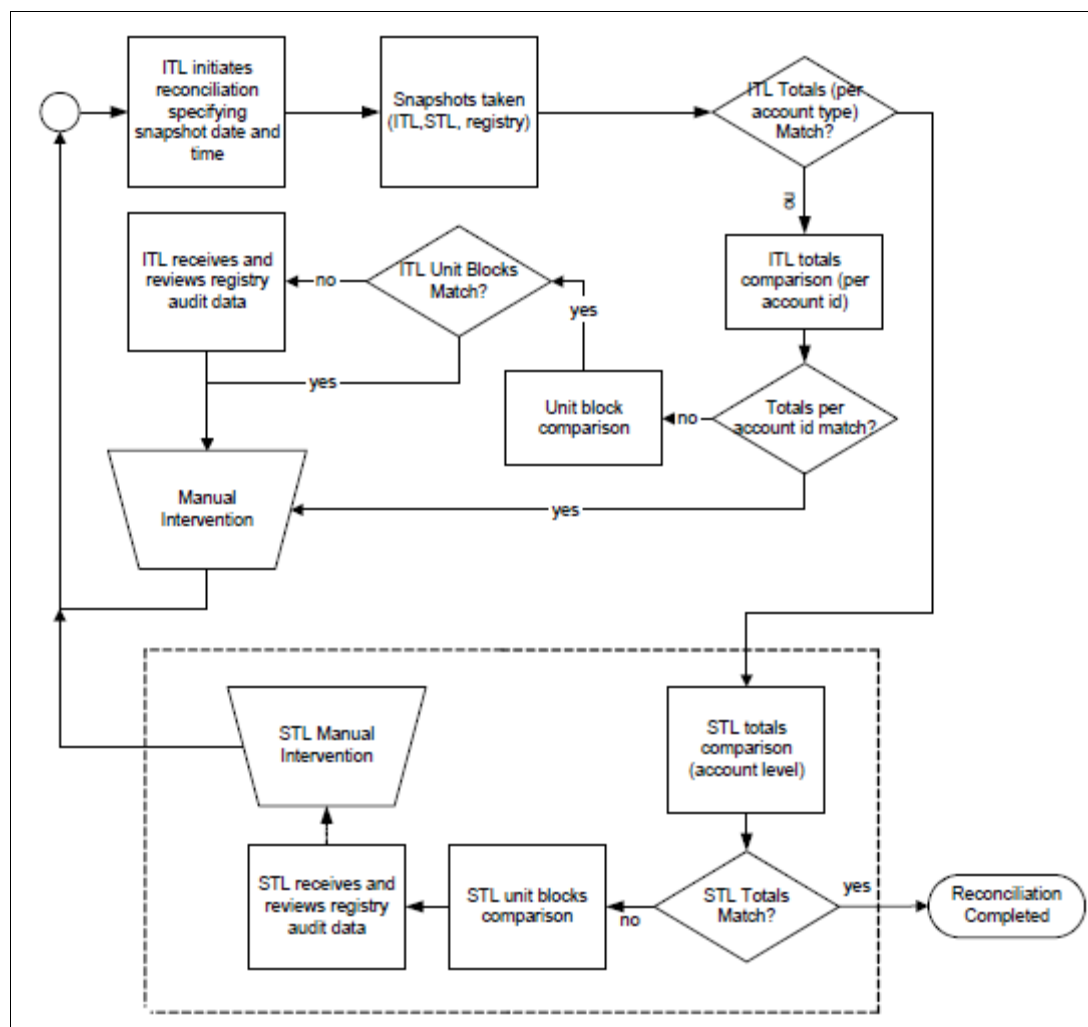 ITL initiates
reconciliation
specifying
snapshot date and
time
Snapshots taken
(ITL,STL, registry)
ITL Totals (per
account type)
Match?
no
ITL totals
comparison (per
account id)
Totals per
account id match?
no
yes
Unit block
comparison
yes
ITL Unit Blocks
Match?
no
yes
ITL receives and
reviews registry
audit data
Manual
Intervention
STL totals
comparison
(account level)
STL Totals
Match?
yes
no
Reconciliation
Completed
STL unit blocks
comparison
STL receives and
reviews registry
audit data
STL Manual
Intervention